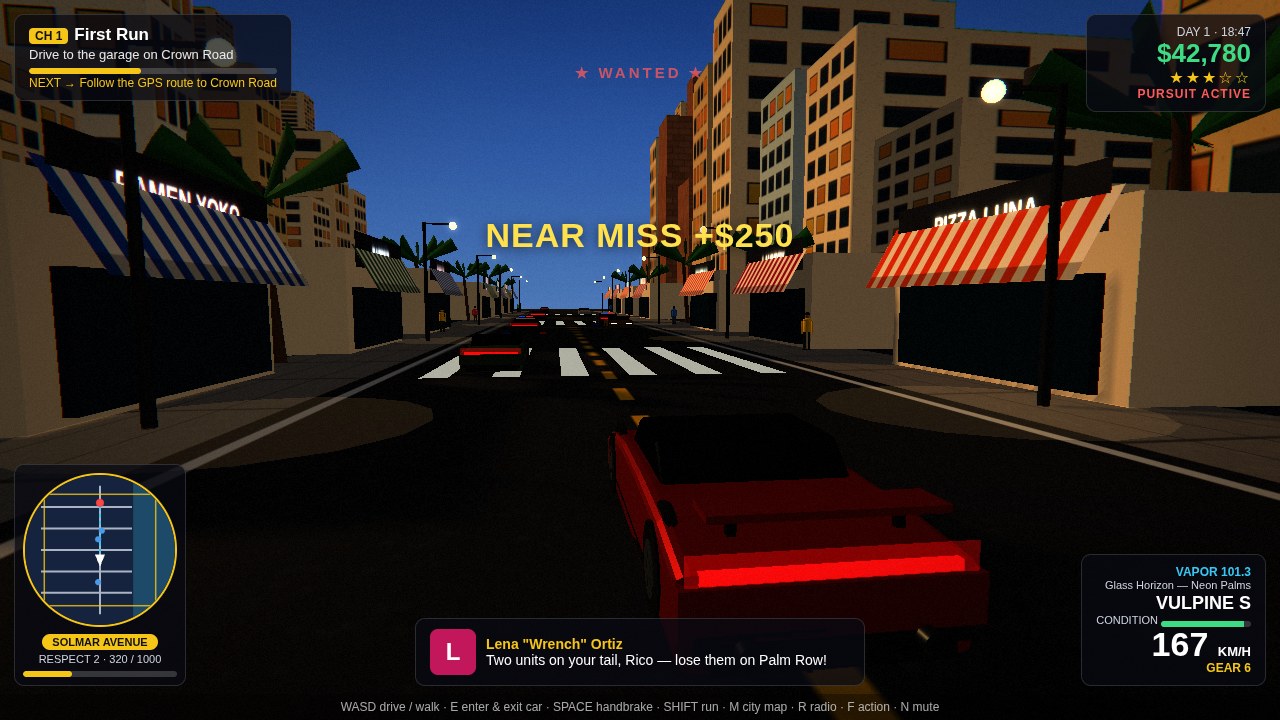 CH 1 First Run
Drive to the garage on Crown Road
NEXT → Follow the GPS route to Crown Road
★ WANTED ★
DAY 1 · 18:47
$42,780
★★★☆☆
PURSUIT ACTIVE
RAMEN YOKO
PIZZA LUNA
NEAR MISS +$250
SOLMAR AVENUE
RESPECT 2 · 320 / 1000
L
Lena "Wrench" Ortiz
Two units on your tail, Rico — lose them on Palm Row!
VAPOR 101.3
Glass Horizon — Neon Palms
VULPINE S
CONDITION
167 KM/H
GEAR 6
WASD drive / walk · E enter & exit car · SPACE handbrake · SHIFT run · M city map · R radio · F action · N mute